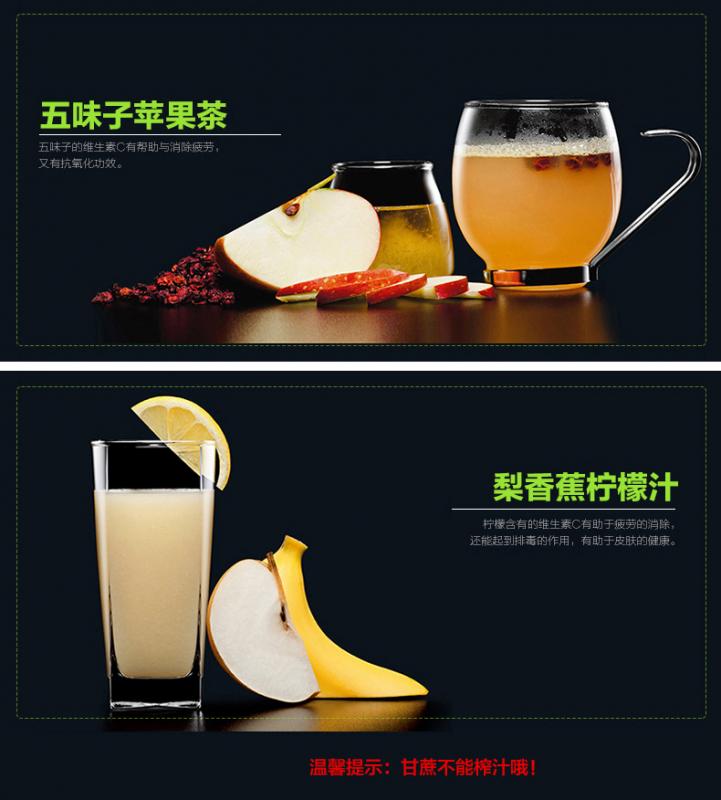 五味子苹果茶
五味子的维生素C有帮助与消除疲劳，
又有抗氧化功效。
梨香蕉柠檬汁
柠檬含有的维生素C有助于疲劳的消除，
还能起到排毒的作用，有助于皮肤的健康。
温馨提示：甘蔗不能榨汁哦！